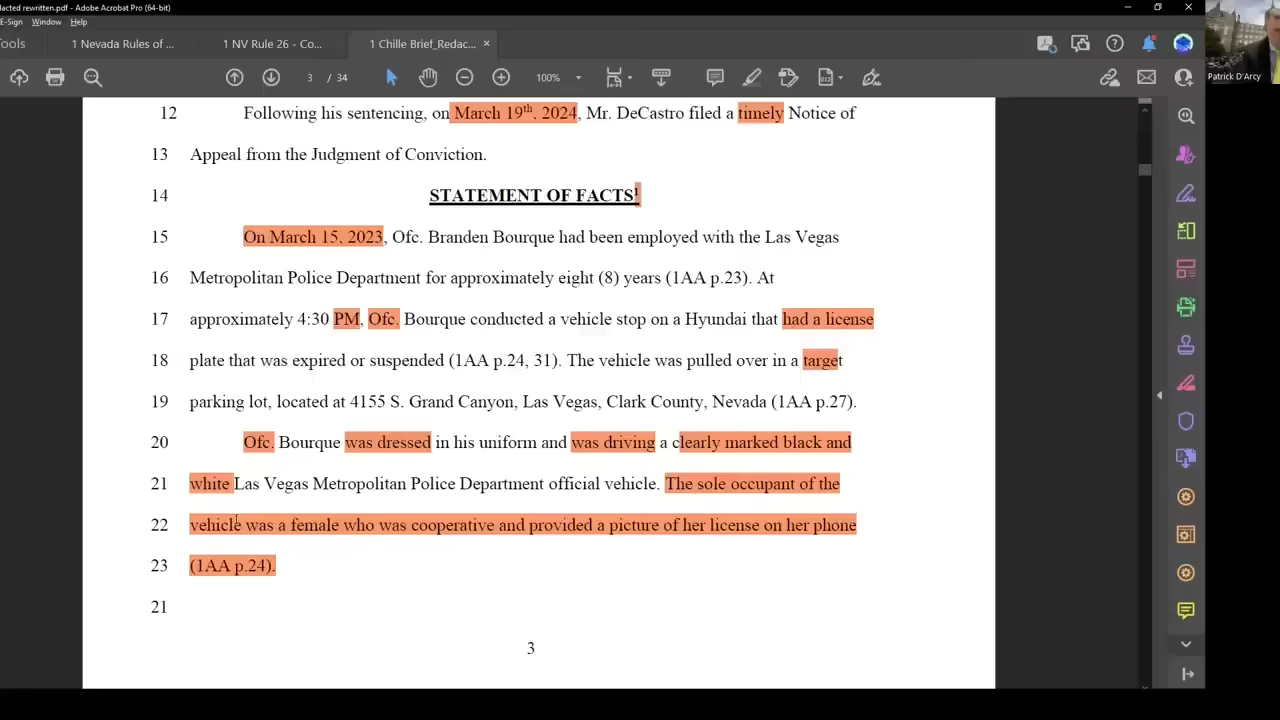 lacted rewritten.pdf - Adobe Acrobat Pro (64-bit)
E-Sign Window Help
Tools 1 Nevada Rules of ... 1 NV Rule 26 - Co... 1 Chille Brief_Redac... ×
3 / 34 100%
Patrick D'Arcy
12 Following his sentencing, on March 19th, 2024, Mr. DeCastro filed a timely Notice of
13 Appeal from the Judgment of Conviction.
14 STATEMENT OF FACTS1
15 On March 15, 2023, Ofc. Branden Bourque had been employed with the Las Vegas
16 Metropolitan Police Department for approximately eight (8) years (1AA p.23). At
17 approximately 4:30 PM, Ofc. Bourque conducted a vehicle stop on a Hyundai that had a license
18 plate that was expired or suspended (1AA p.24, 31). The vehicle was pulled over in a target
19 parking lot, located at 4155 S. Grand Canyon, Las Vegas, Clark County, Nevada (1AA p.27).
20 Ofc. Bourque was dressed in his uniform and was driving a clearly marked black and
21 white Las Vegas Metropolitan Police Department official vehicle. The sole occupant of the
22 vehicle was a female who was cooperative and provided a picture of her license on her phone
23 (1AA p.24).
21
3